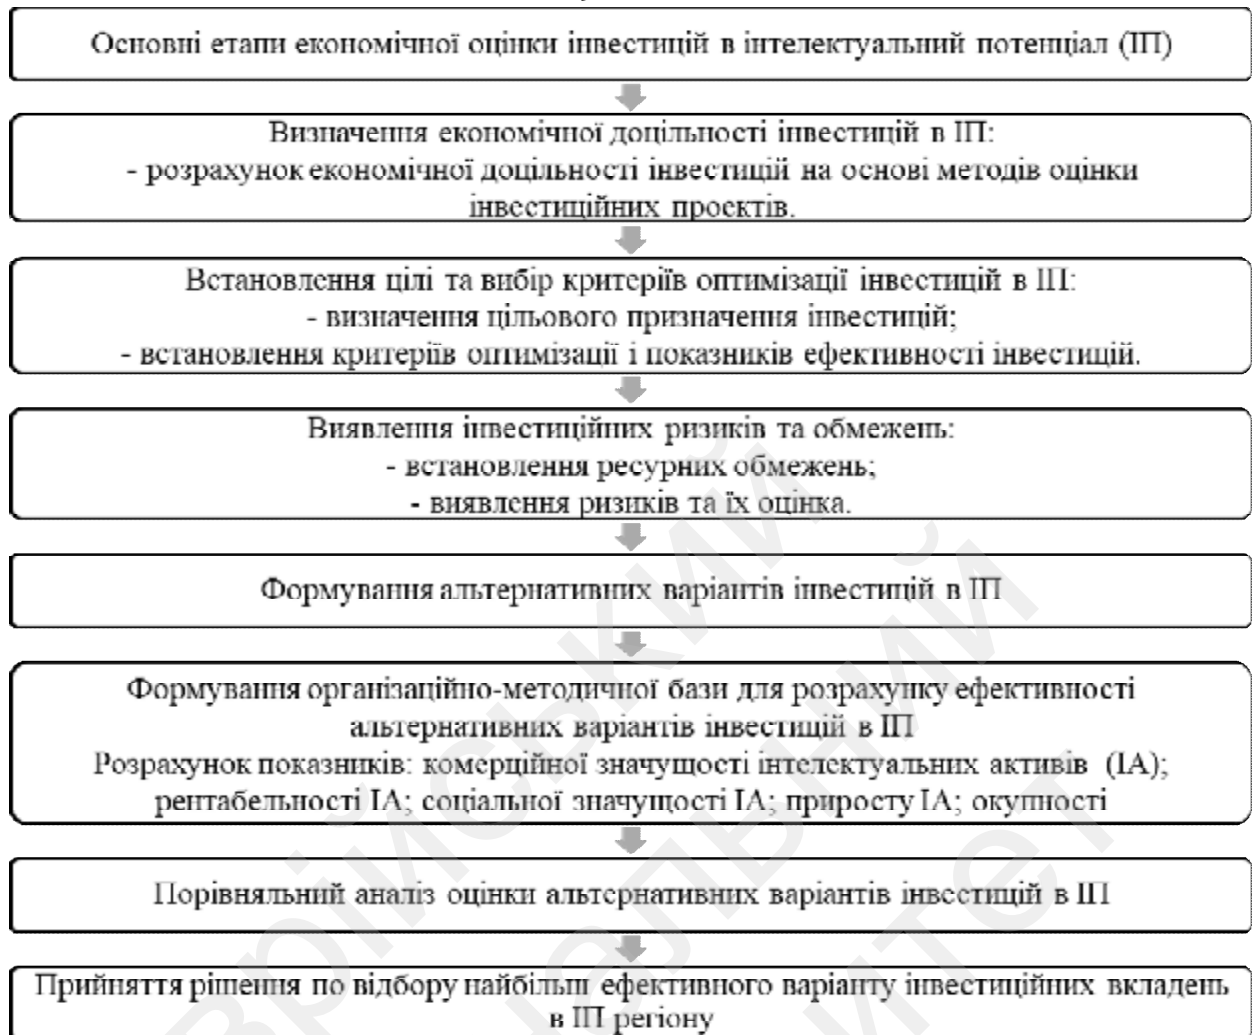 Основні етапи економічної оцінки інвестицій в інтелектуальний потенціал (ІП)
Визначення економічної доцільності інвестицій в ІП:
- розрахунок економічної доцільності інвестицій на основі методів оцінки
інвестиційних проектів.
Встановлення цілі та вибір критеріїв оптимізації інвестицій в ІП:
- визначення цільового призначення інвестицій;
- встановлення критеріїв оптимізації і показників ефективності інвестицій.
Виявлення інвестиційних ризиків та обмежень:
- встановлення ресурних обмежень;
- виявлення ризиків та їх оцінка.
Формування альтернативних варіантів інвестицій в ІП
Формування організаційно-методичної бази для розрахунку ефективності
альтернативних варіантів інвестицій в ІП
Розрахунок показників: комерційної значущості інтелектуальних активів (ІА);
рентабельності ІА; соціальної значущості ІА; приросту ІА; окупності
Порівняльний аналіз оцінки альтернативних варіантів інвестицій в ІП
Прийняття рішення по відбору найбільш ефективного варіанту інвестиційних вкладень
в ІП регіону